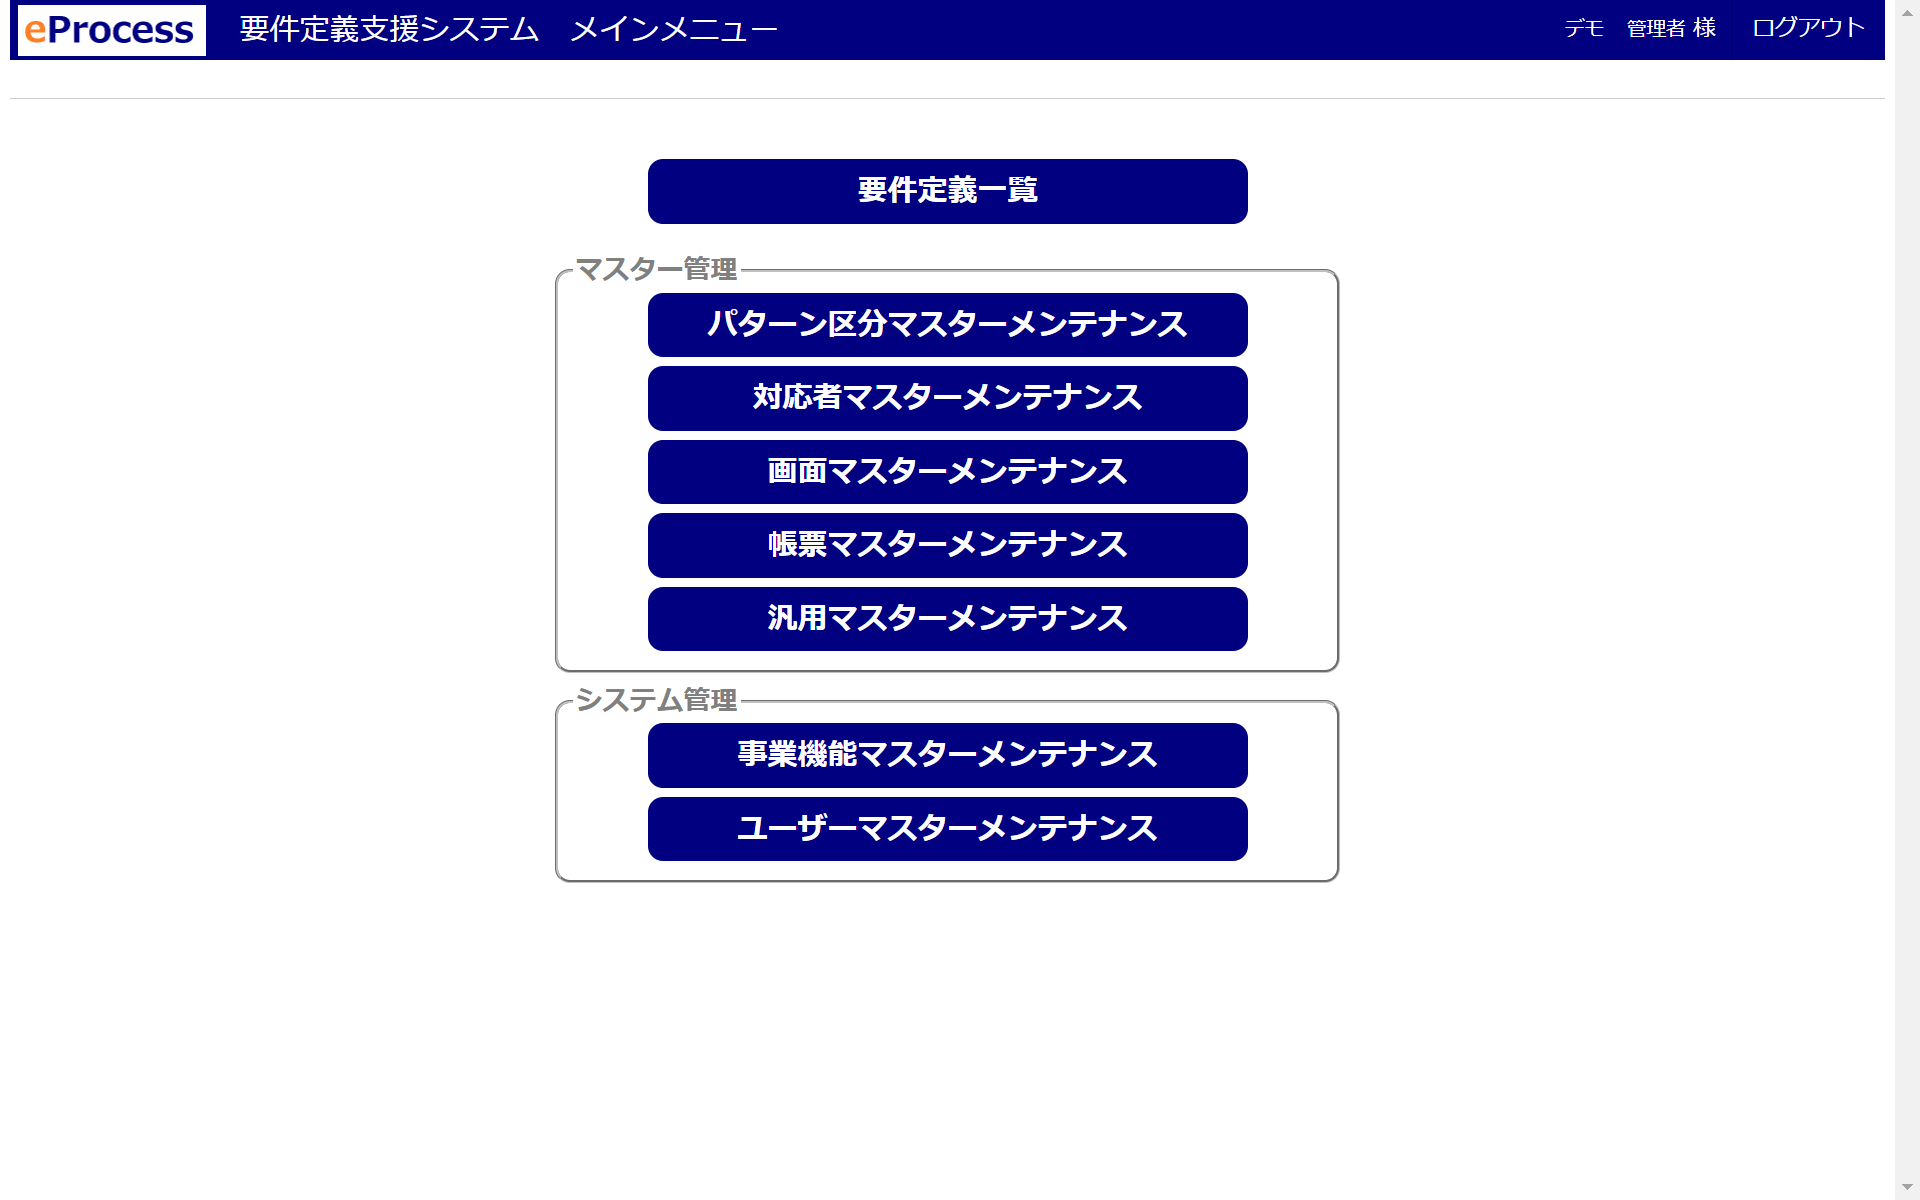 eProcess 要件定義支援システム　メインメニュー デモ　管理者 様 ログアウト
要件定義一覧
マスター管理
パターン区分マスターメンテナンス
対応者マスターメンテナンス
画面マスターメンテナンス
帳票マスターメンテナンス
汎用マスターメンテナンス
システム管理
事業機能マスターメンテナンス
ユーザーマスターメンテナンス